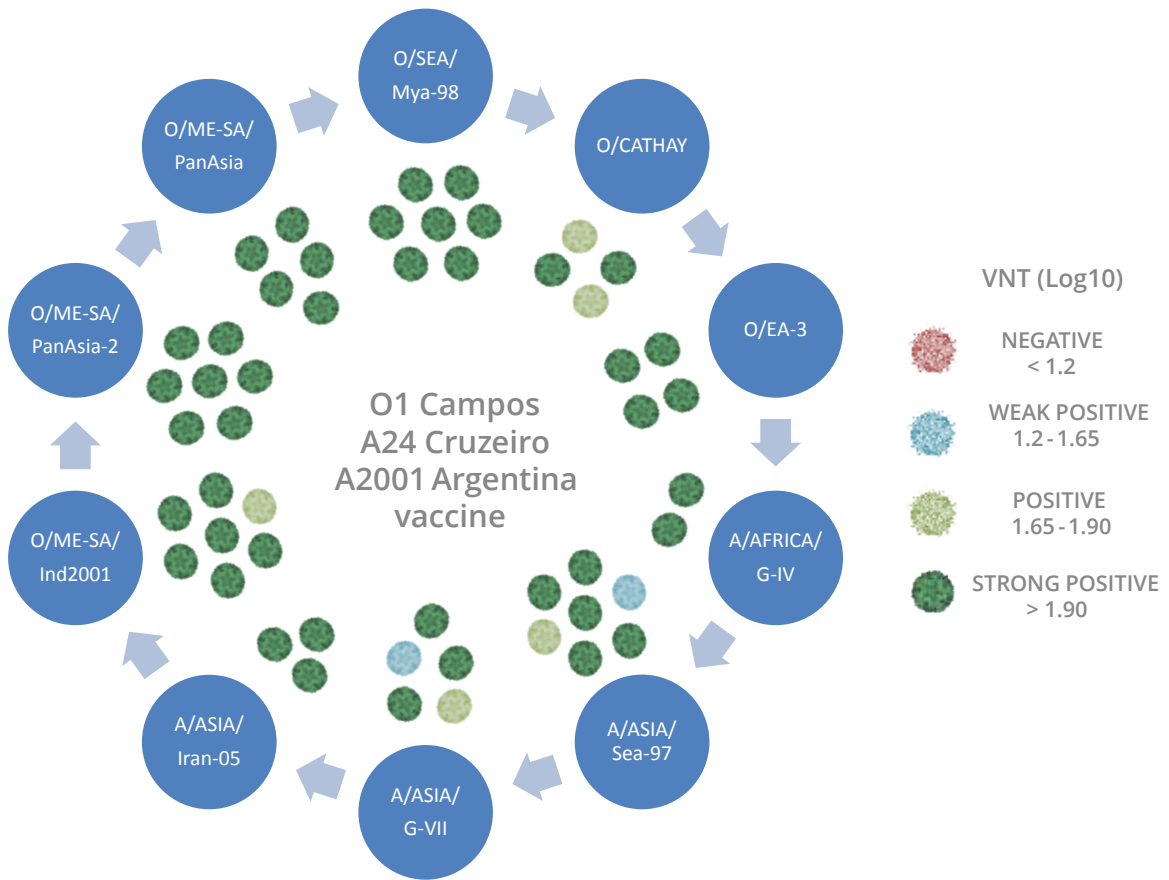 O/SEA/
Mya-98
O/CATHAY
O/EA-3
A/AFRICA/
G-IV
A/ASIA/
Sea-97
A/ASIA/
G-VII
A/ASIA/
Iran-05
O/ME-SA/
Ind2001
O/ME-SA/
PanAsia-2
O/ME-SA/
PanAsia
O1 Campos
A24 Cruzeiro
A2001 Argentina
vaccine
VNT (Log10)
NEGATIVE
< 1.2
WEAK POSITIVE
1.2 - 1.65
POSITIVE
1.65 - 1.90
STRONG POSITIVE
> 1.90